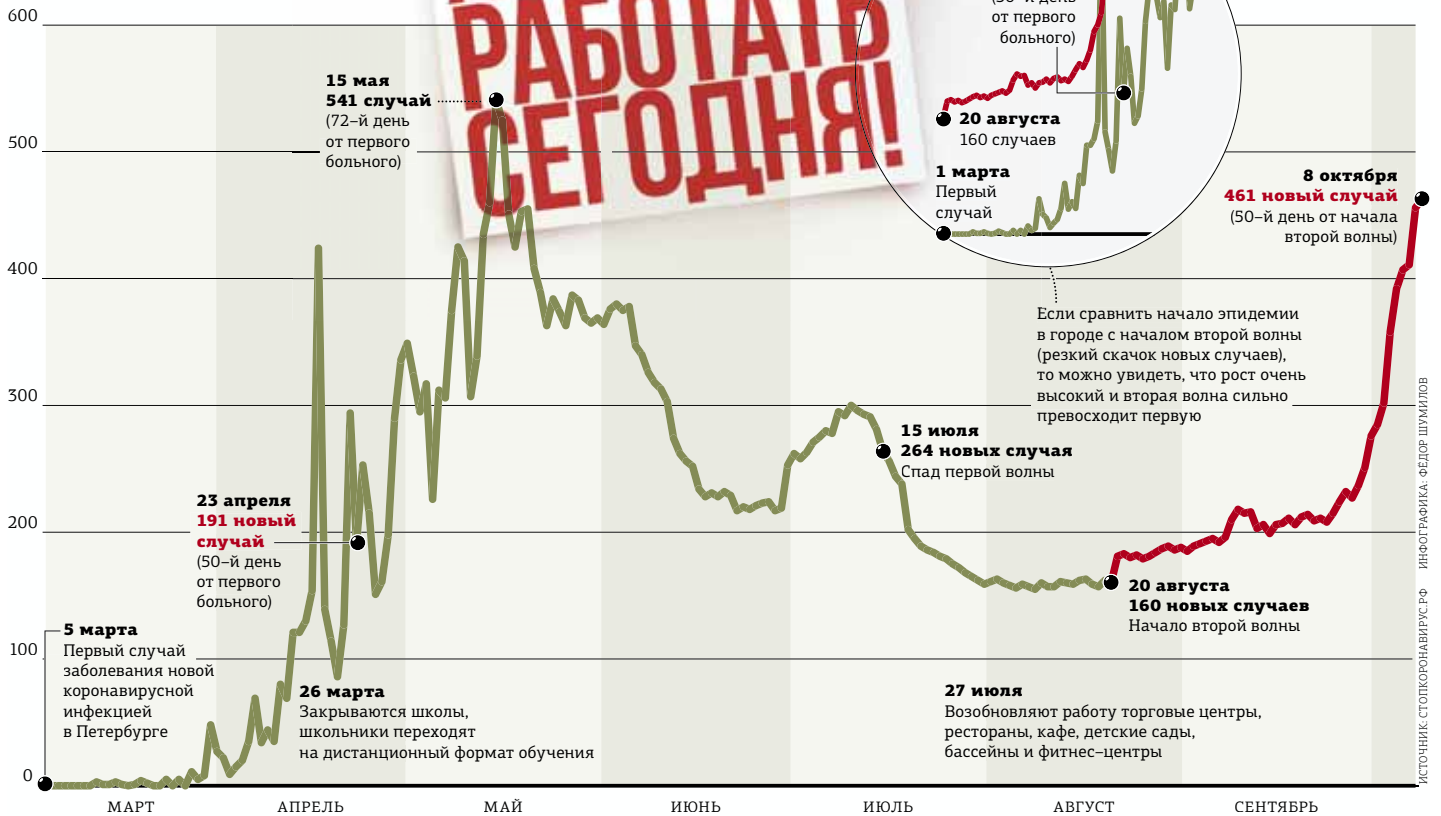 600
500
400
300
200
100
0
РАБОТАТЬ
СЕГОДНЯ!
15 мая
541 случай
(72–й день
от первого
больного)
(50–й день
от первого
больного)
20 августа
160 случаев
1 марта
Первый
случай
8 октября
461 новый случай
(50–й день от начала
второй волны)
Если сравнить начало эпидемии
в городе с началом второй волны
(резкий скачок новых случаев),
то можно увидеть, что рост очень
высокий и вторая волна сильно
превосходит первую
15 июля
264 новых случая
Спад первой волны
23 апреля
191 новый
случай
(50–й день
от первого
больного)
20 августа
160 новых случаев
Начало второй волны
5 марта
Первый случай
заболевания новой
коронавирусной
инфекцией
в Петербурге
26 марта
Закрываются школы,
школьники переходят
на дистанционный формат обучения
27 июля
Возобновляют работу торговые центры,
рестораны, кафе, детские сады,
бассейны и фитнес–центры
МАРТ
АПРЕЛЬ
МАЙ
ИЮНЬ
ИЮЛЬ
АВГУСТ
СЕНТЯБРЬ
ИСТОЧНИК: СТОПКОРОНАВИРУС.РФ ИНФОГРАФИКА: ФЕДОР ШУМИЛОВ